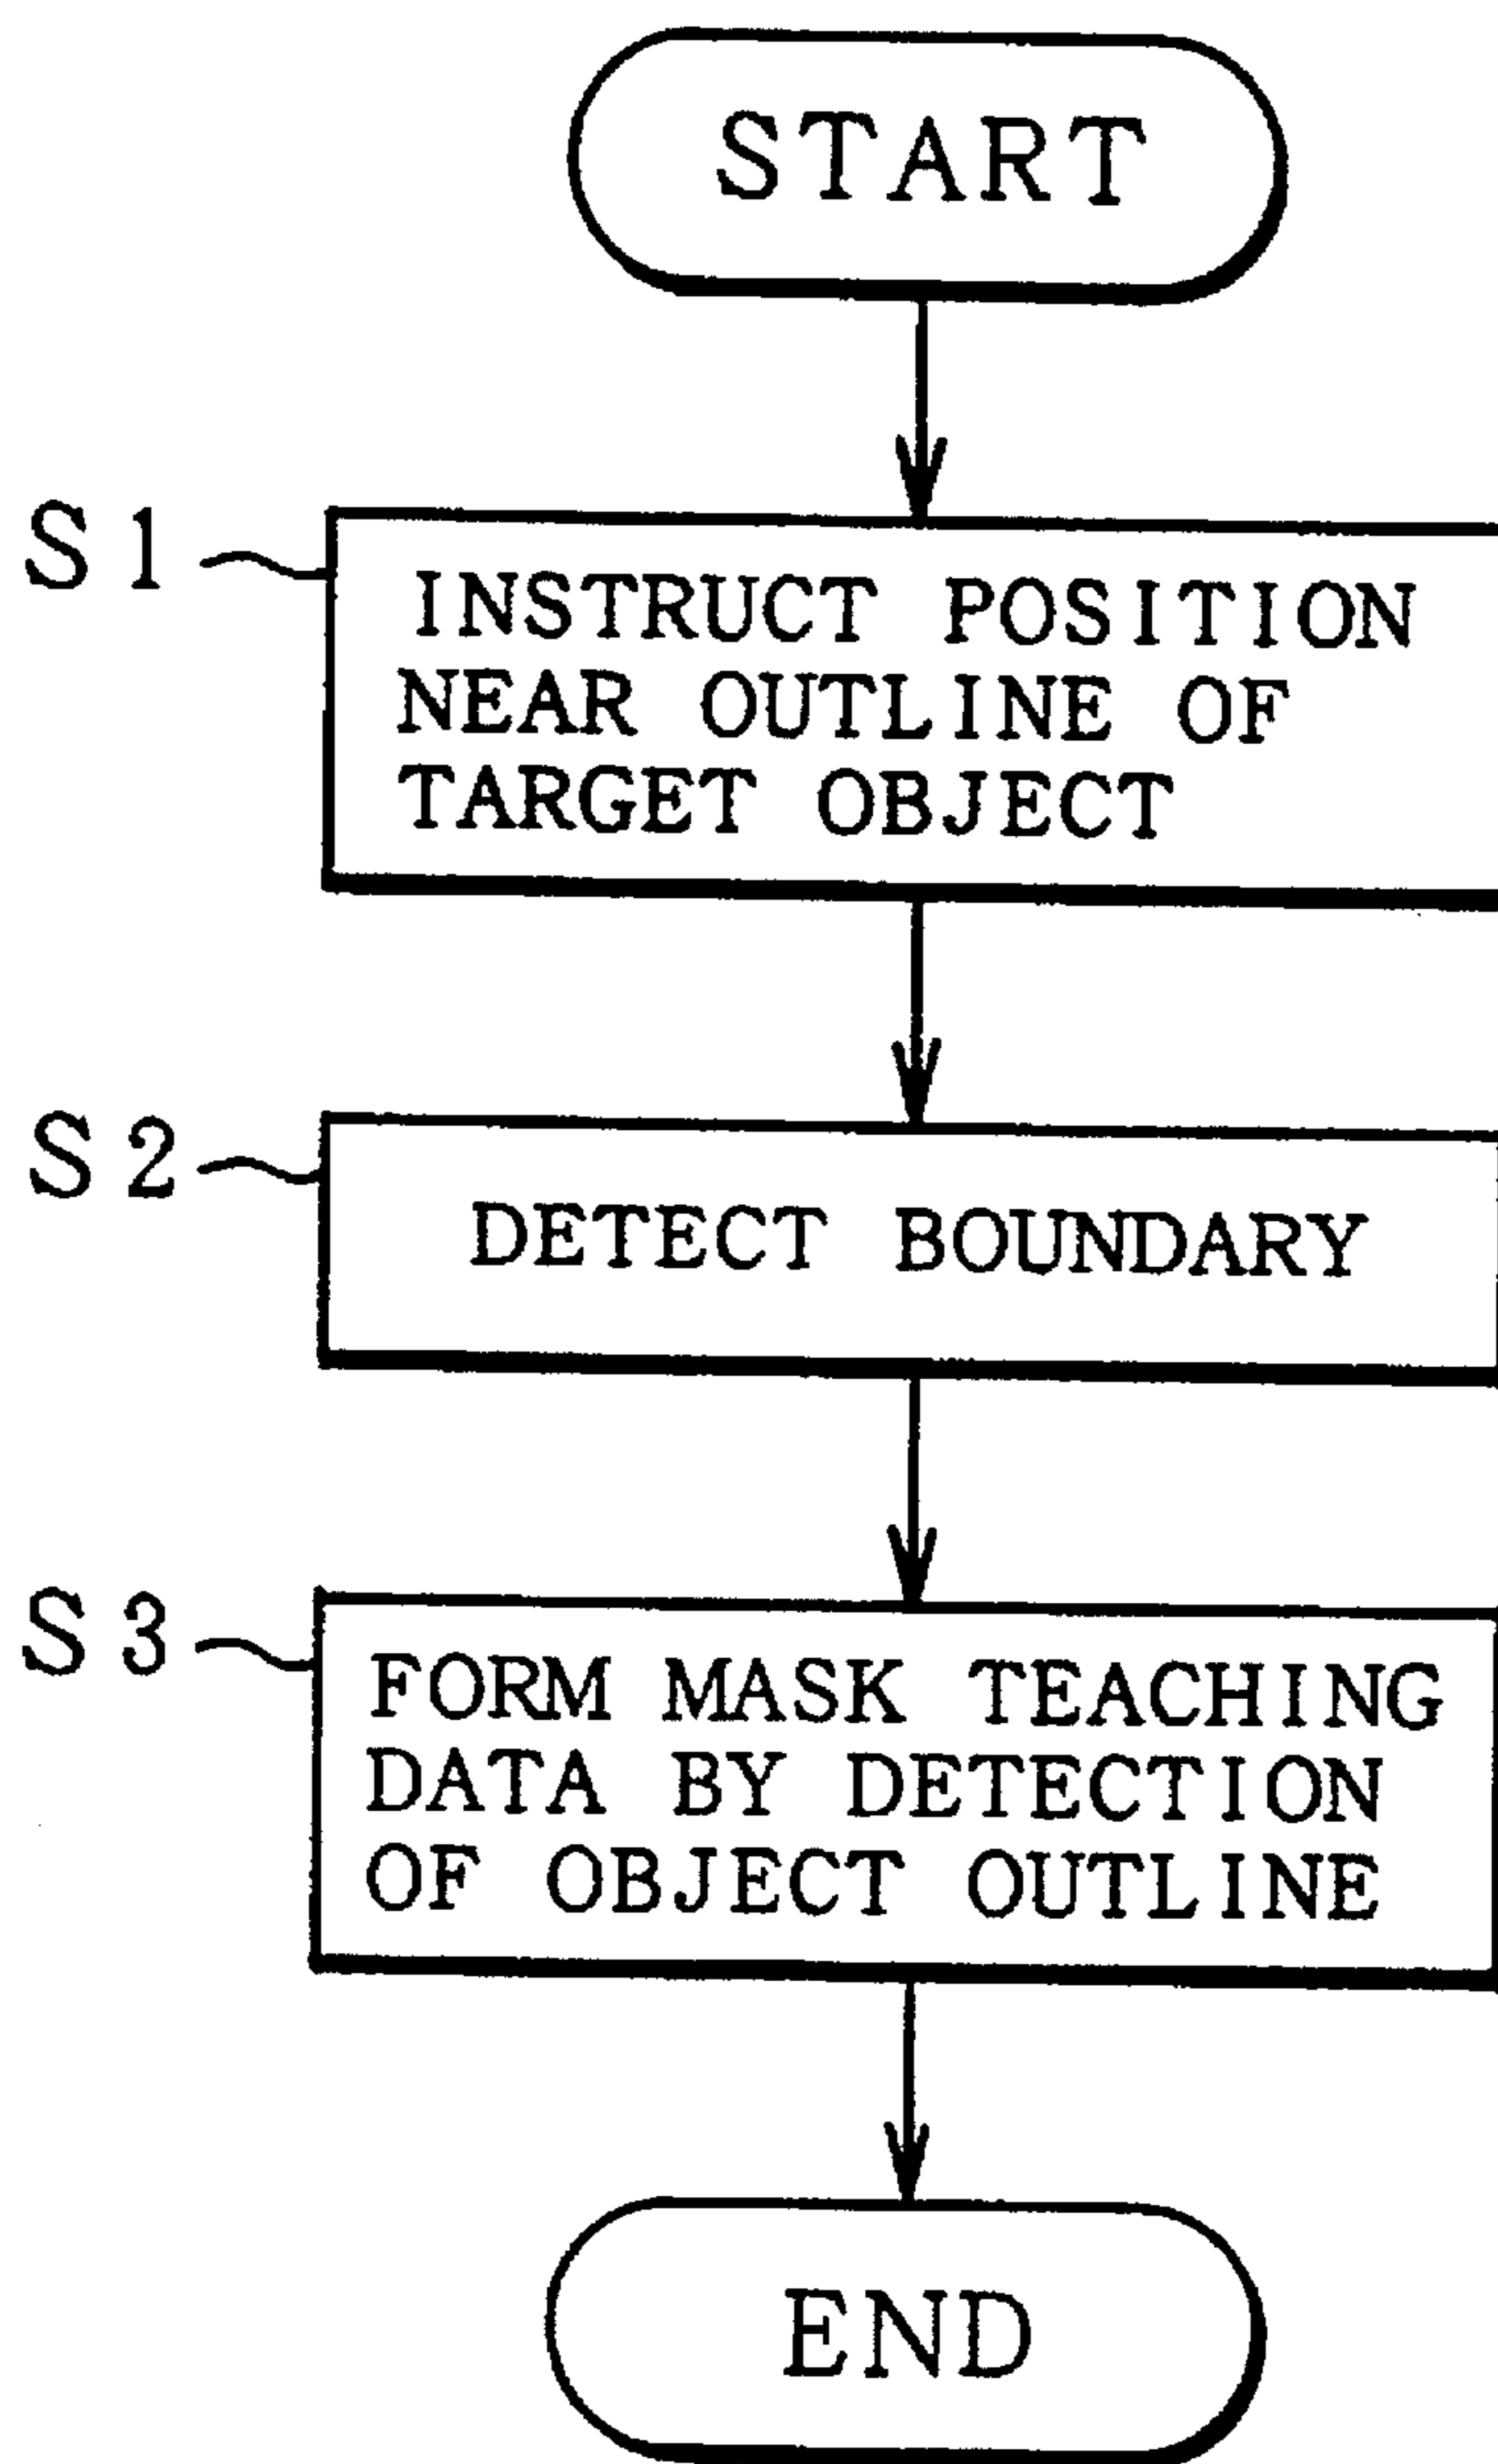 START
S1
INSTRUCT POSITION
NEAR OUTLINE OF
TARGET OBJECT
S2
DETECT BOUNDARY
S3
FORM MASK TEACHING
DATA BY DETECTION
OF OBJECT OUTLINE
END